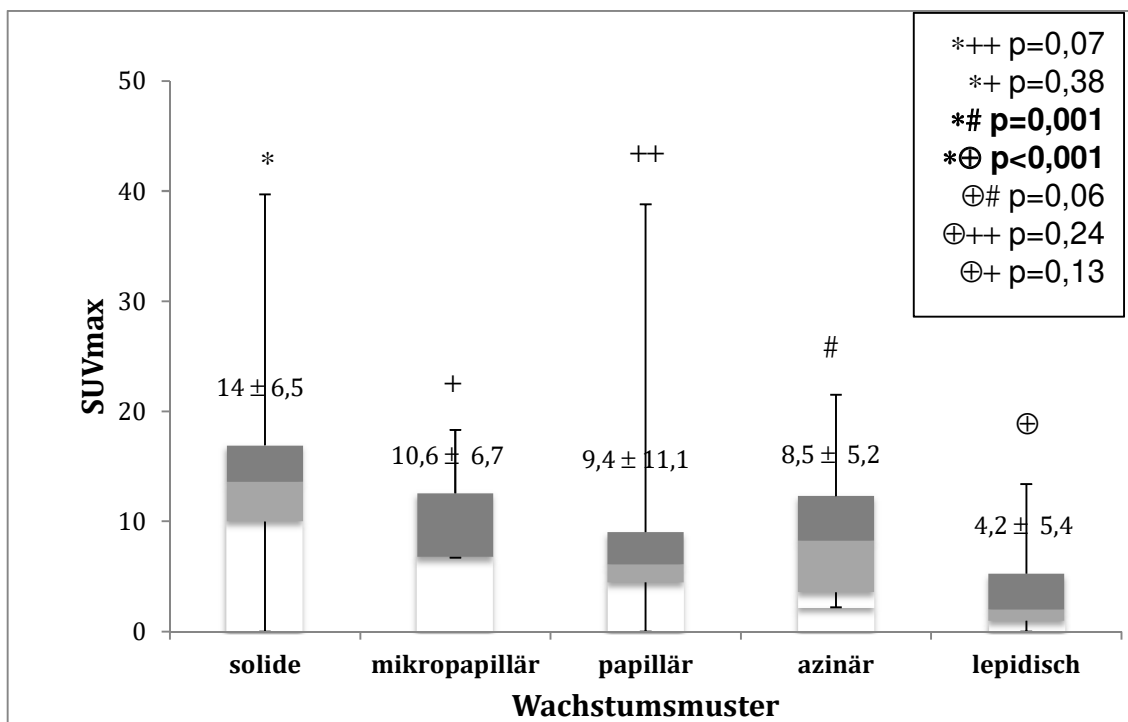 ∗++ p=0,07
∗+ p=0,38
∗# p=0,001
∗⊕ p<0,001
⊕# p=0,06
⊕++ p=0,24
⊕+ p=0,13
50
40
30
20
10
0
SUVmax
∗
+
++
#
⊕
14 ± 6,5
10,6 ± 6,7
9,4 ± 11,1
8,5 ± 5,2
4,2 ± 5,4
solide mikropapillär papillär azinär lepidisch
Wachstumsmuster